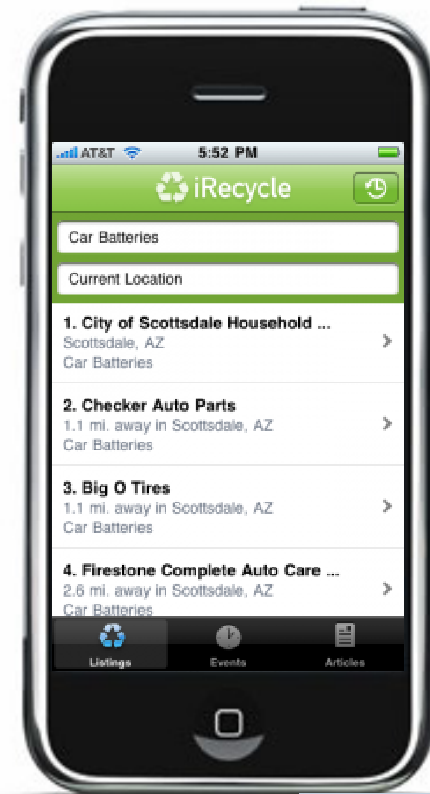 AT&T 5:52 PM
iRecycle
Car Batteries
Current Location
1. City of Scottsdale Household ...
Scottsdale, AZ
Car Batteries
2. Checker Auto Parts
1.1 mi. away in Scottsdale, AZ
Car Batteries
3. Big O Tires
1.1 mi. away in Scottsdale, AZ
Car Batteries
4. Firestone Complete Auto Care ...
2.6 mi. away in Scottsdale, AZ
Car Batteries
Listings Events Articles